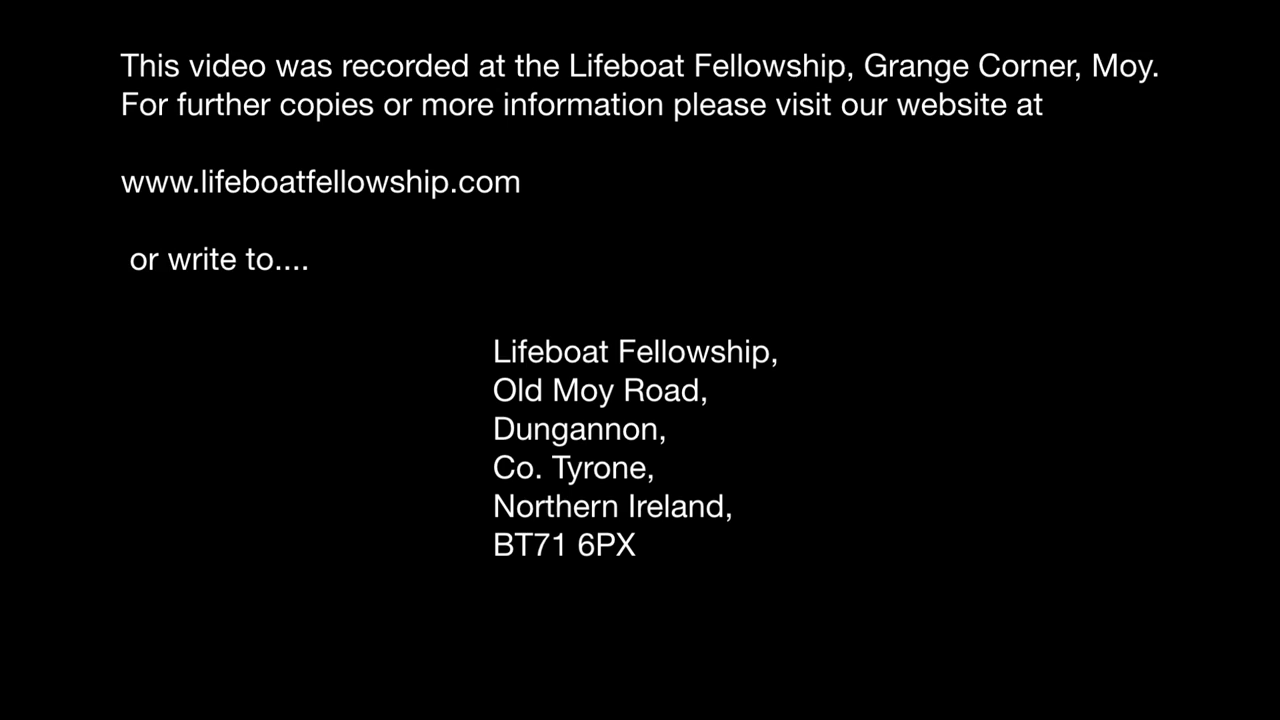 This video was recorded at the Lifeboat Fellowship, Grange Corner, Moy.
For further copies or more information please visit our website at
www.lifeboatfellowship.com
or write to....
Lifeboat Fellowship,
Old Moy Road,
Dungannon,
Co. Tyrone,
Northern Ireland,
BT71 6PX